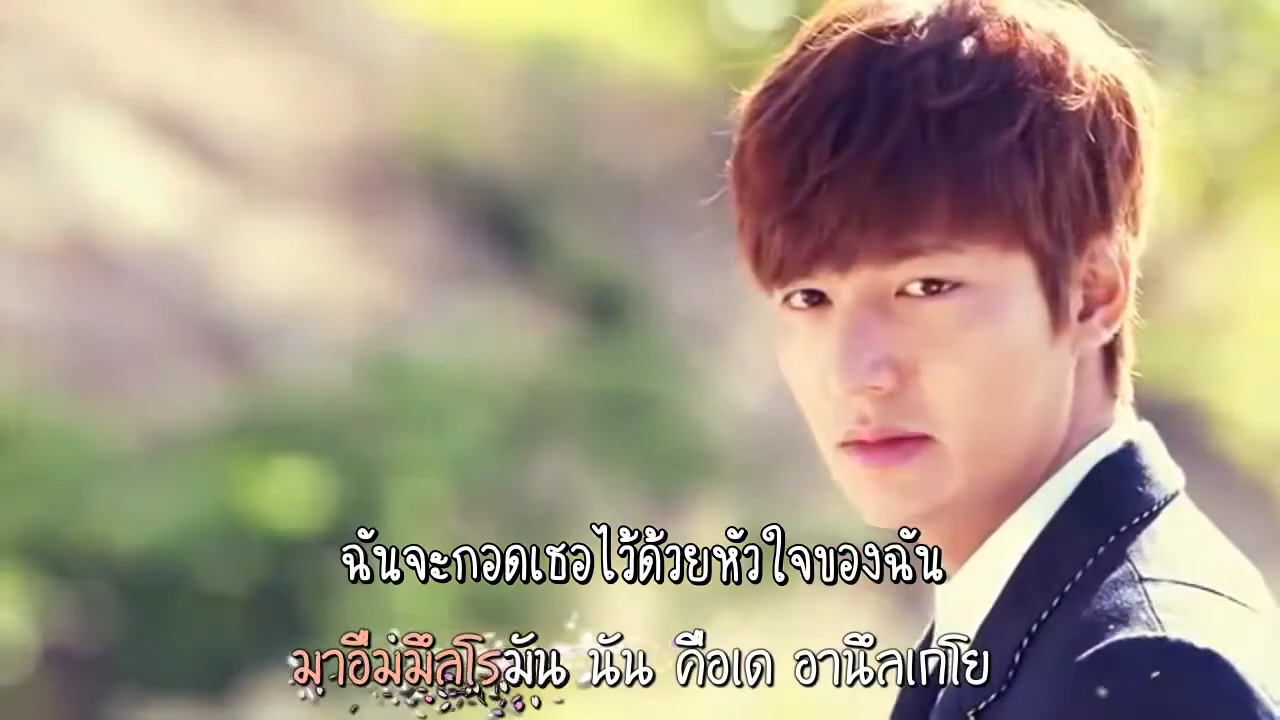 ฉันจะกอดเธอไว้ด้วยหัวใจของฉัน
มาอึมมึลโรมัน นัน คือเด อานึลเกโย